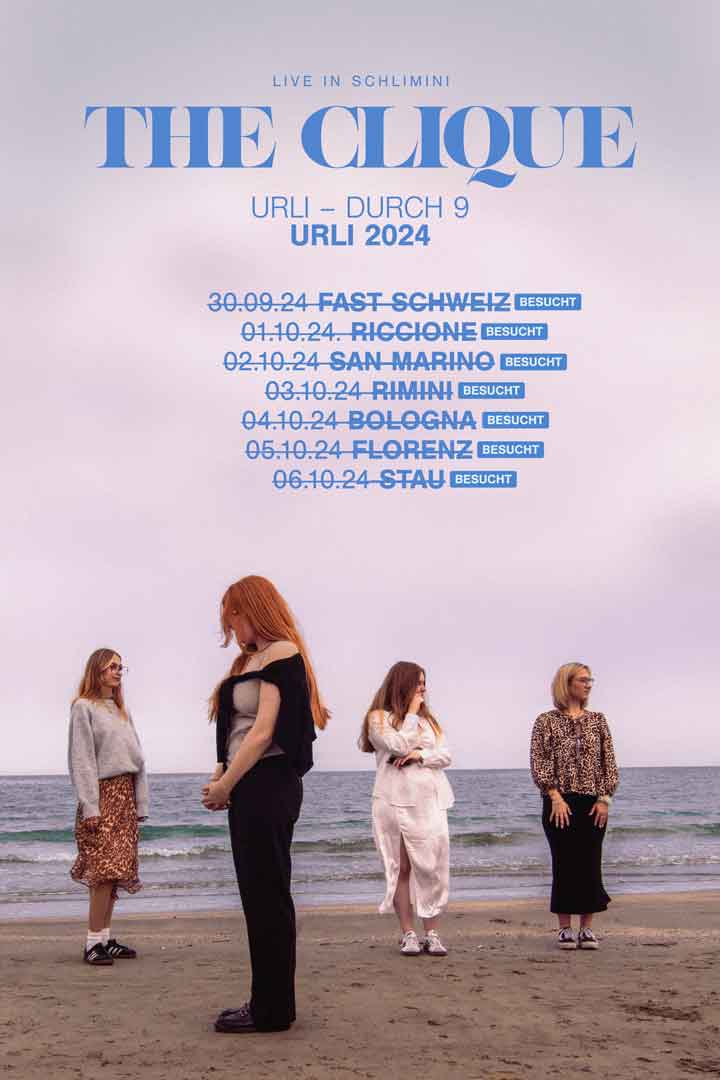 LIVE IN SCHLIMINI
THE CLIQUE
URLI – DURCH 9
URLI 2024
30.09.24 FAST SCHWEIZ BESUCHT
01.10.24. RICCIONE BESUCHT
02.10.24 SAN MARINO BESUCHT
03.10.24 RIMINI BESUCHT
04.10.24 BOLOGNA BESUCHT
05.10.24 FLORENZ BESUCHT
06.10.24 STAU BESUCHT